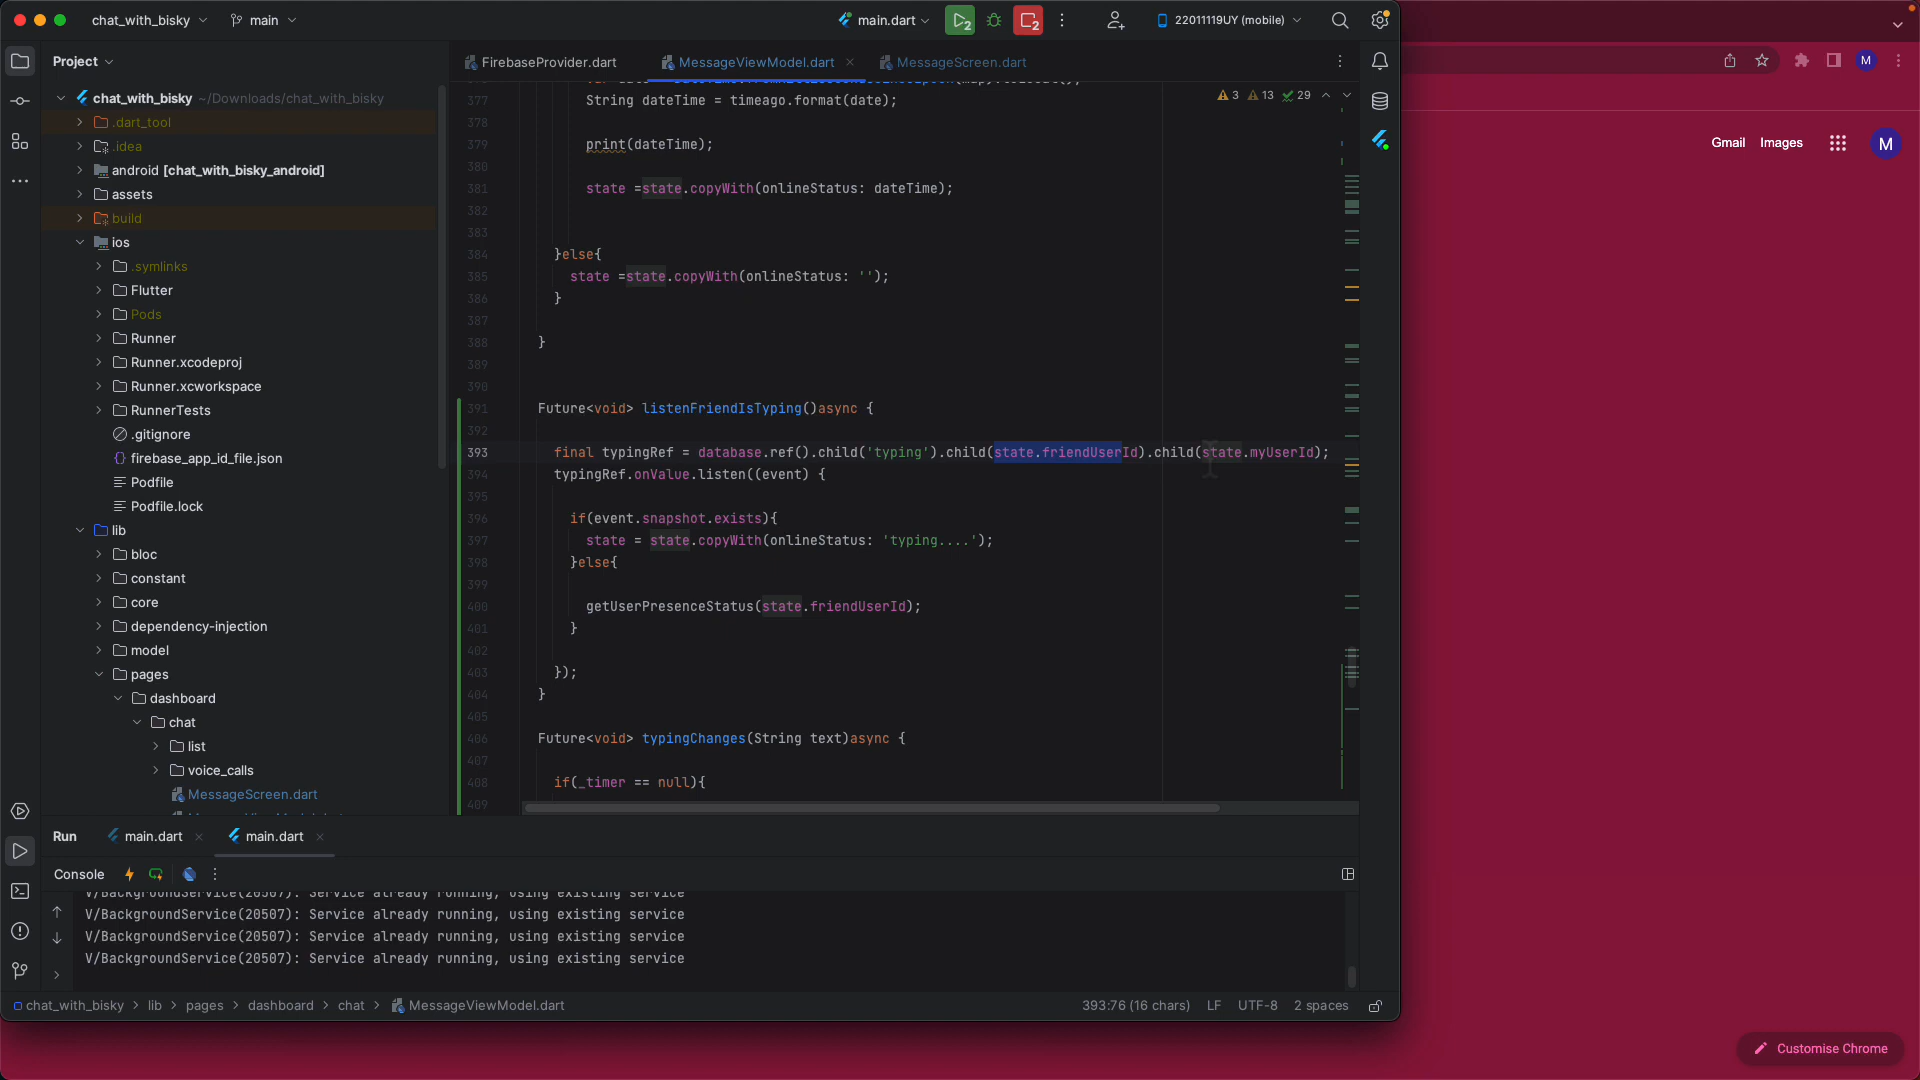 chat_with_bisky
main
main.dart
22011119UY (mobile)
Project
FirebaseProvider.dart
MessageViewModel.dart
MessageScreen.dart
chat_with_bisky ~/Downloads/chat_with_bisky
.dart_tool
.idea
android [chat_with_bisky_android]
assets
build
ios
.symlinks
Flutter
Pods
Runner
Runner.xcodeproj
Runner.xcworkspace
RunnerTests
.gitignore
firebase_app_id_file.json
Podfile
Podfile.lock
lib
bloc
constant
core
dependency-injection
model
pages
dashboard
chat
list
voice_calls
MessageScreen.dart
3 13 29
377 String dateTime = timeago.format(date);
378
379 print(dateTime);
380
381 state =state.copyWith(onlineStatus: dateTime);
382
383
384 }else{
385 state =state.copyWith(onlineStatus: '');
386 }
387
388 }
389
390
391 Future<void> listenFriendIsTyping()async {
392
393 final typingRef = database.ref().child('typing').child(state.friendUserId).child(state.myUserId);
394 typingRef.onValue.listen((event) {
395
396 if(event.snapshot.exists){
397 state = state.copyWith(onlineStatus: 'typing....');
398 }else{
399
400 getUserPresenceStatus(state.friendUserId);
401 }
402
403 });
404 }
405
406 Future<void> typingChanges(String text)async {
407
408 if(_timer == null){
409
Run
main.dart
main.dart
Console
V/BackgroundService(20507): Service already running, using existing service
V/BackgroundService(20507): Service already running, using existing service
V/BackgroundService(20507): Service already running, using existing service
V/BackgroundService(20507): Service already running, using existing service
chat_with_bisky > lib > pages > dashboard > chat > MessageViewModel.dart
393:76 (16 chars) LF UTF-8 2 spaces
M
Gmail Images
M
Customise Chrome